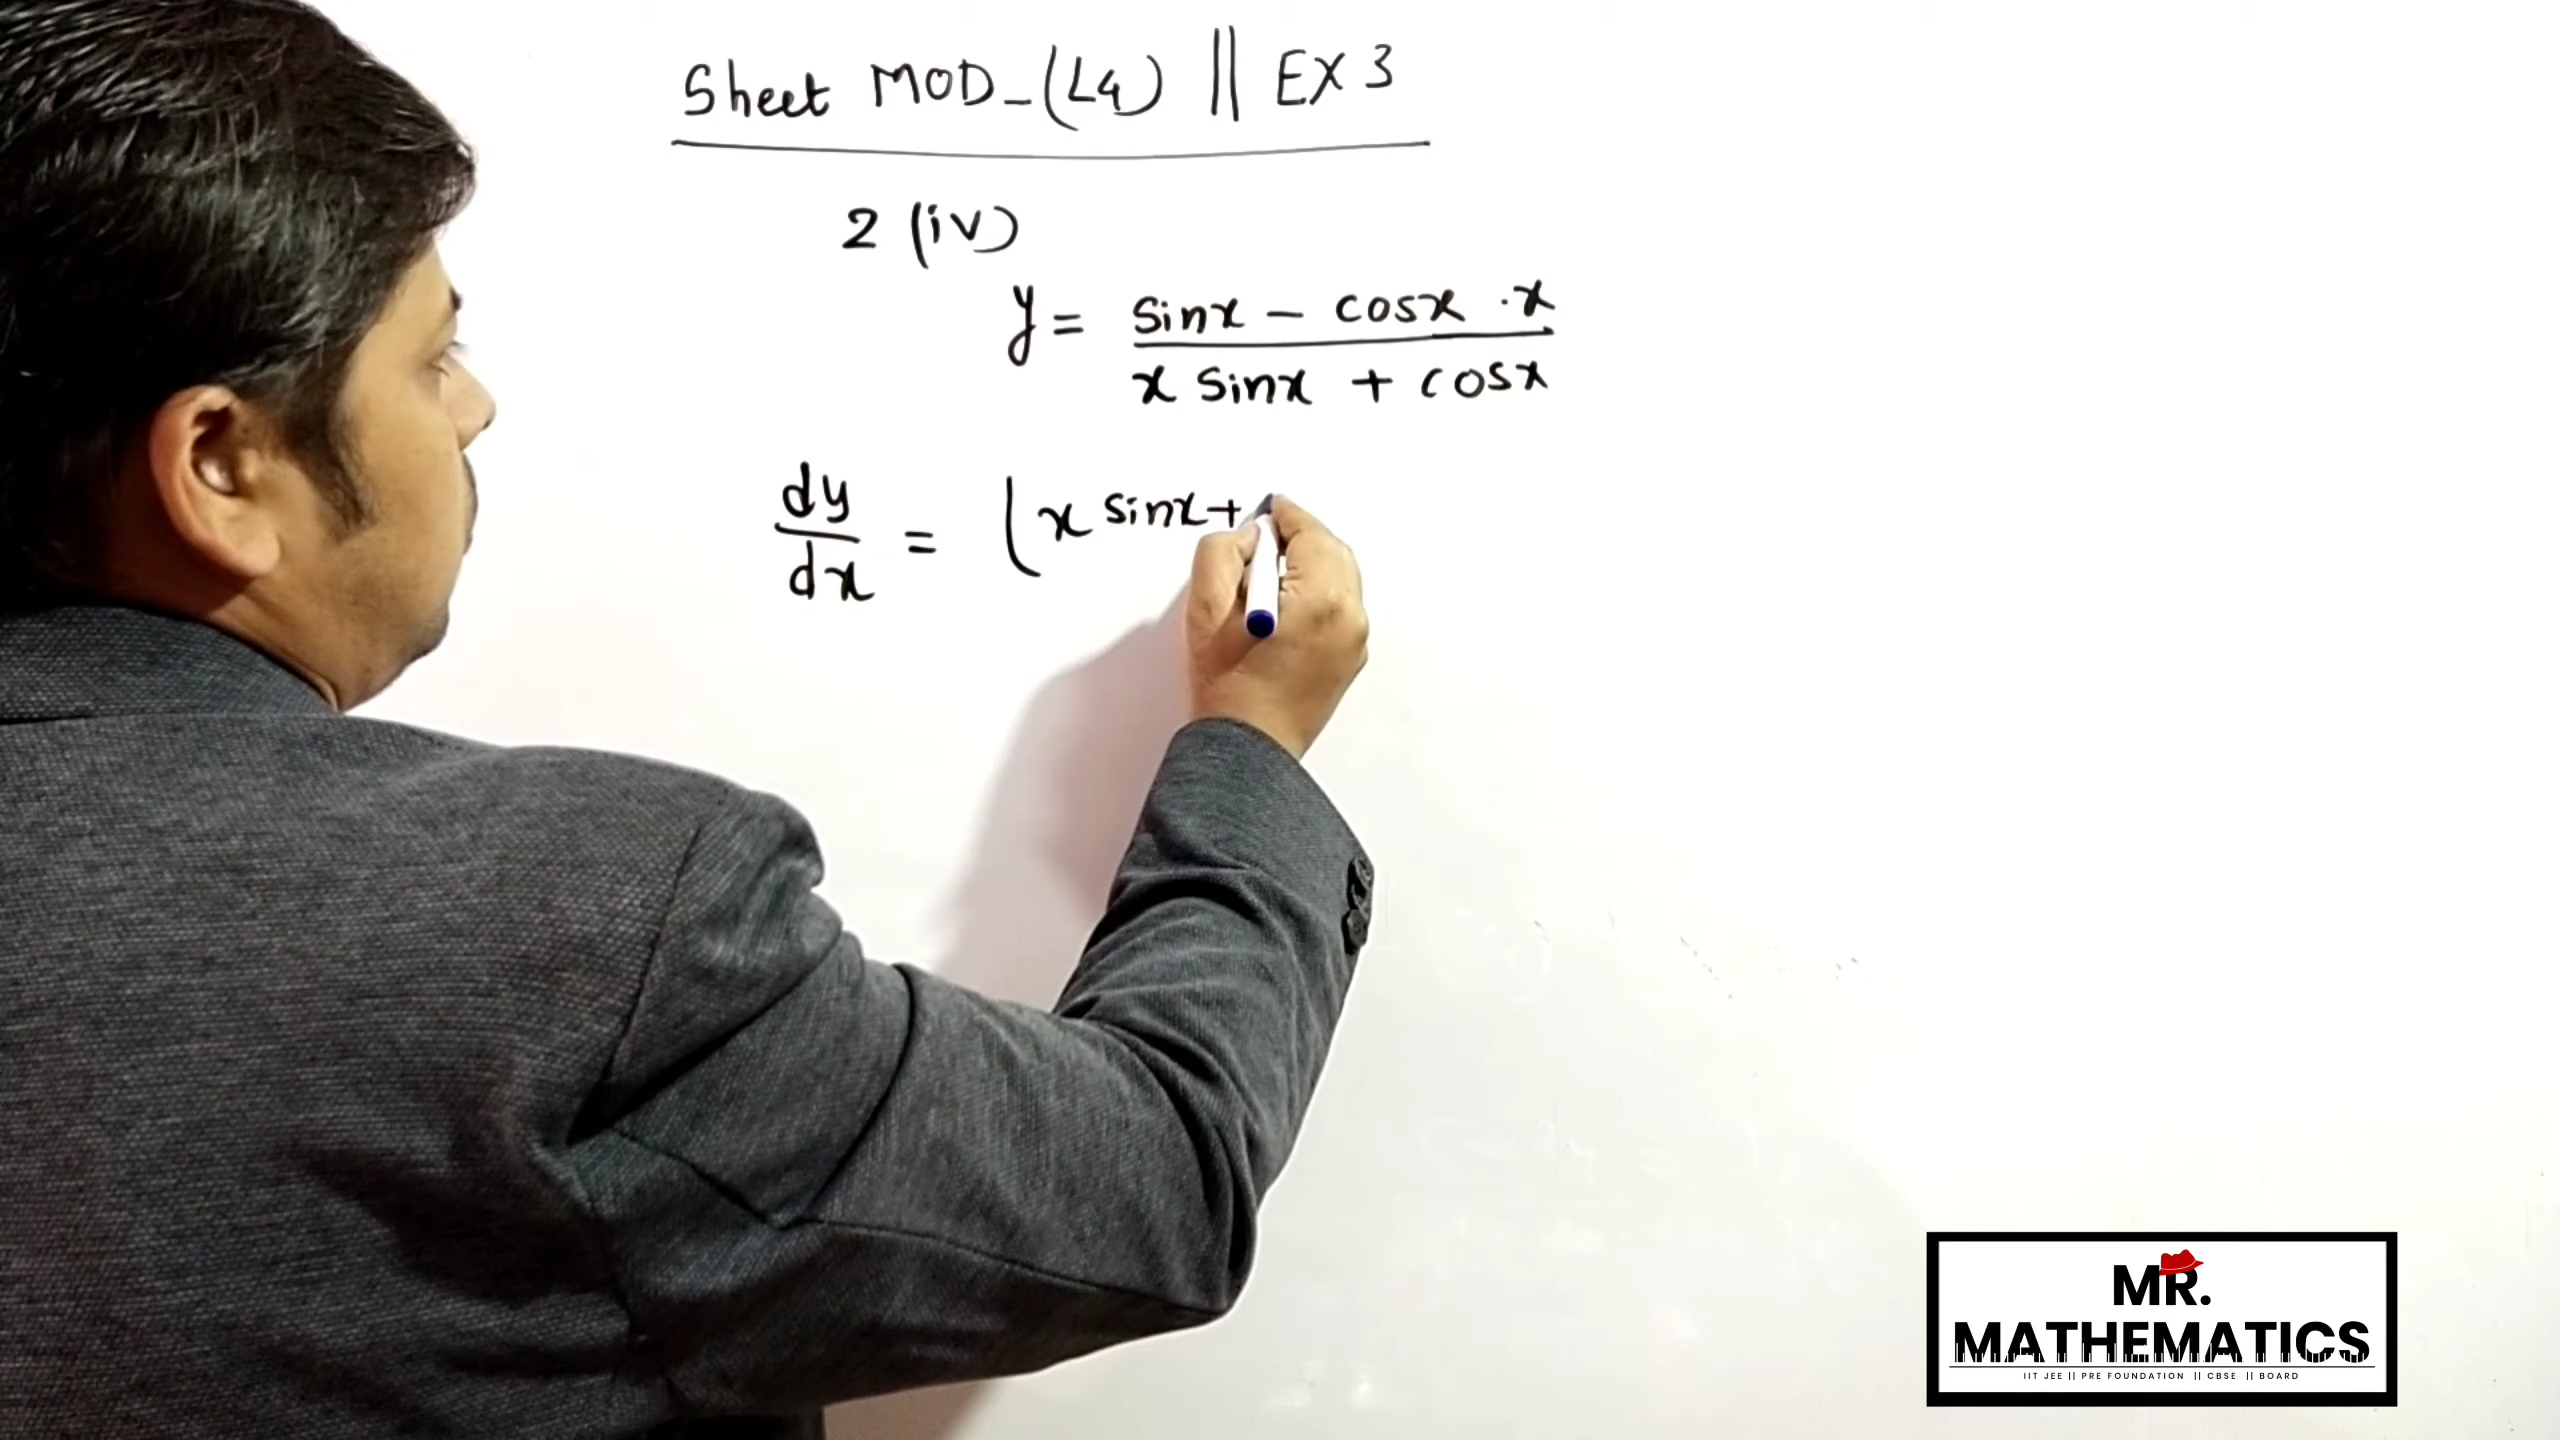 Sheet MOD-(L4) || EX 3
2 (iv)
y = sinx - cosx · x
x sinx + cosx
dy
dx = (x sinx +
MR.
MATHEMATICS
IIT JEE || PRE FOUNDATION || CBSE || BOARD